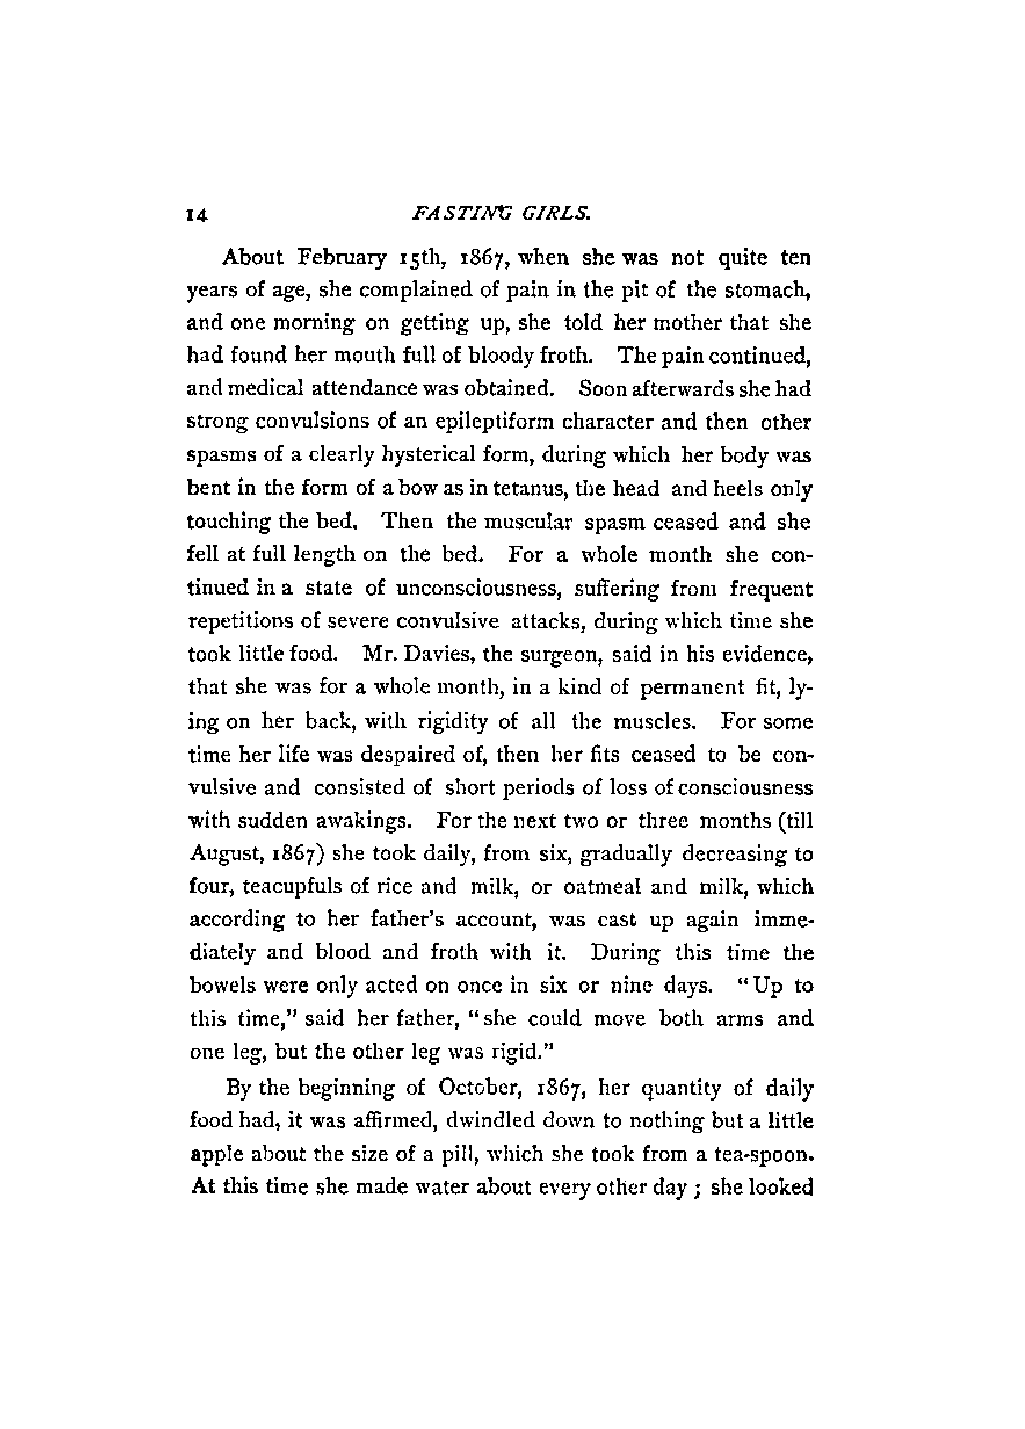 14 FASTING GIRLS.
About February 15th, 1867, when she was not quite ten
years of age, she complained of pain in the pit of the stomach,
and one morning on getting up, she told her mother that she
had found her mouth full of bloody froth. The pain continued,
and medical attendance was obtained. Soon afterwards she had
strong convulsions of an epileptiform character and then other
spasms of a clearly hysterical form, during which her body was
bent in the form of a bow as in tetanus, the head and heels only
touching the bed. Then the muscular spasm ceased and she
fell at full length on the bed. For a whole month she con-
tinued in a state of unconsciousness, suffering from frequent
repetitions of severe convulsive attacks, during which time she
took little food. Mr. Davies, the surgeon, said in his evidence,
that she was for a whole month, in a kind of permanent fit, ly-
ing on her back, with rigidity of all the muscles. For some
time her life was despaired of, then her fits ceased to be con-
vulsive and consisted of short periods of loss of consciousness
with sudden awakings. For the next two or three months (till
August, 1867) she took daily, from six, gradually decreasing to
four, teacupfuls of rice and milk, or oatmeal and milk, which
according to her father's account, was cast up again imme-
diately and blood and froth with it. During this time the
bowels were only acted on once in six or nine days. "Up to
this time," said her father, "she could move both arms and
one leg, but the other leg was rigid."
By the beginning of October, 1867, her quantity of daily
food had, it was affirmed, dwindled down to nothing but a little
apple about the size of a pill, which she took from a tea-spoon.
At this time she made water about every other day ; she looked